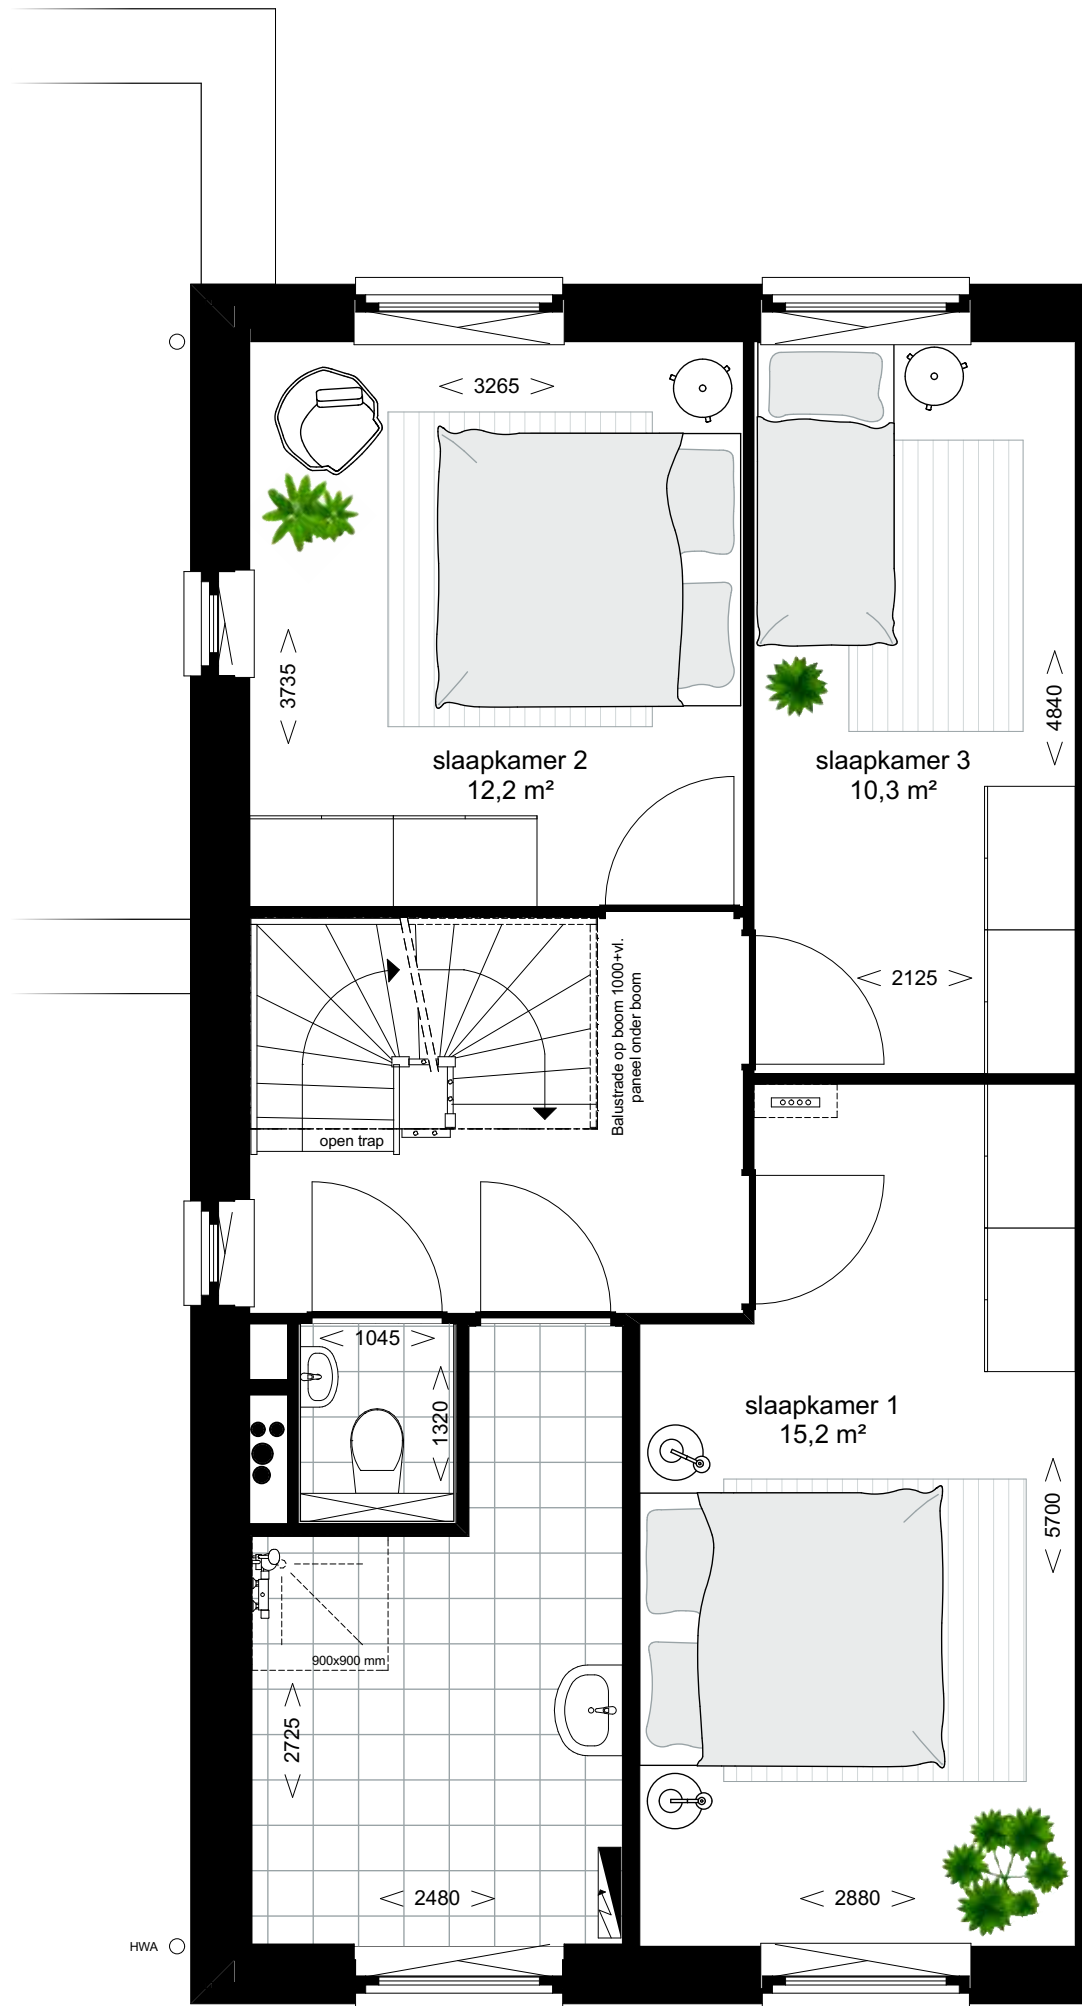 3265
3735
slaapkamer 2
12,2 m²
slaapkamer 3
10,3 m²
4840
2125
Balustrade op boom 1000+vl.
paneel onder boom
open trap
1045
1320
slaapkamer 1
15,2 m²
5700
900x900 mm
2725
2480
2880
HWA